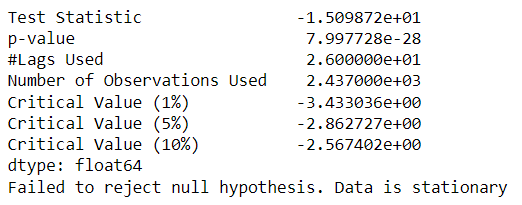 Test Statistic -1.509872e+01
p-value 7.997728e-28
#Lags Used 2.600000e+01
Number of Observations Used 2.437000e+03
Critical Value (1%) -3.433036e+00
Critical Value (5%) -2.862727e+00
Critical Value (10%) -2.567402e+00
dtype: float64
Failed to reject null hypothesis. Data is stationary